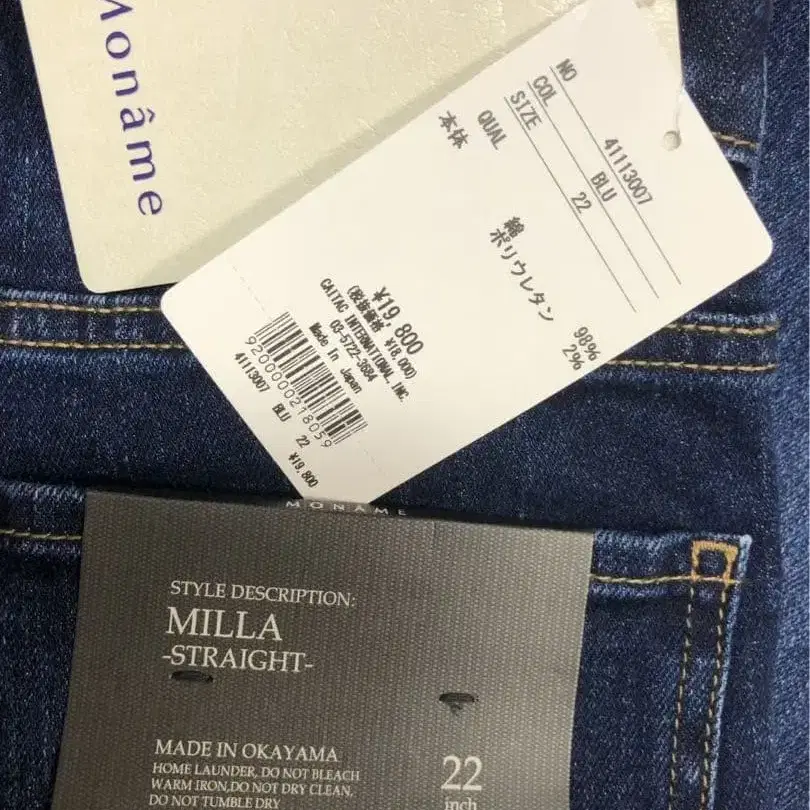 Monâme
NO 41113007
COL BLU
SIZE 22
QUAL
本体
綿 98%
ポリウレタン 2%
¥19,800
(税抜価格 ¥18,000)
CAITAC INTERNATIONAL, INC.
03-5722-3684
Made In Japan
9200000218059
41113007 BLU 22
¥19,800
MONÂME
STYLE DESCRIPTION:
MILLA
-STRAIGHT-
MADE IN OKAYAMA
HOME LAUNDER, DO NOT BLEACH
WARM IRON,DO NOT DRY CLEAN,
DO NOT TUMBLE DRY
22
inch